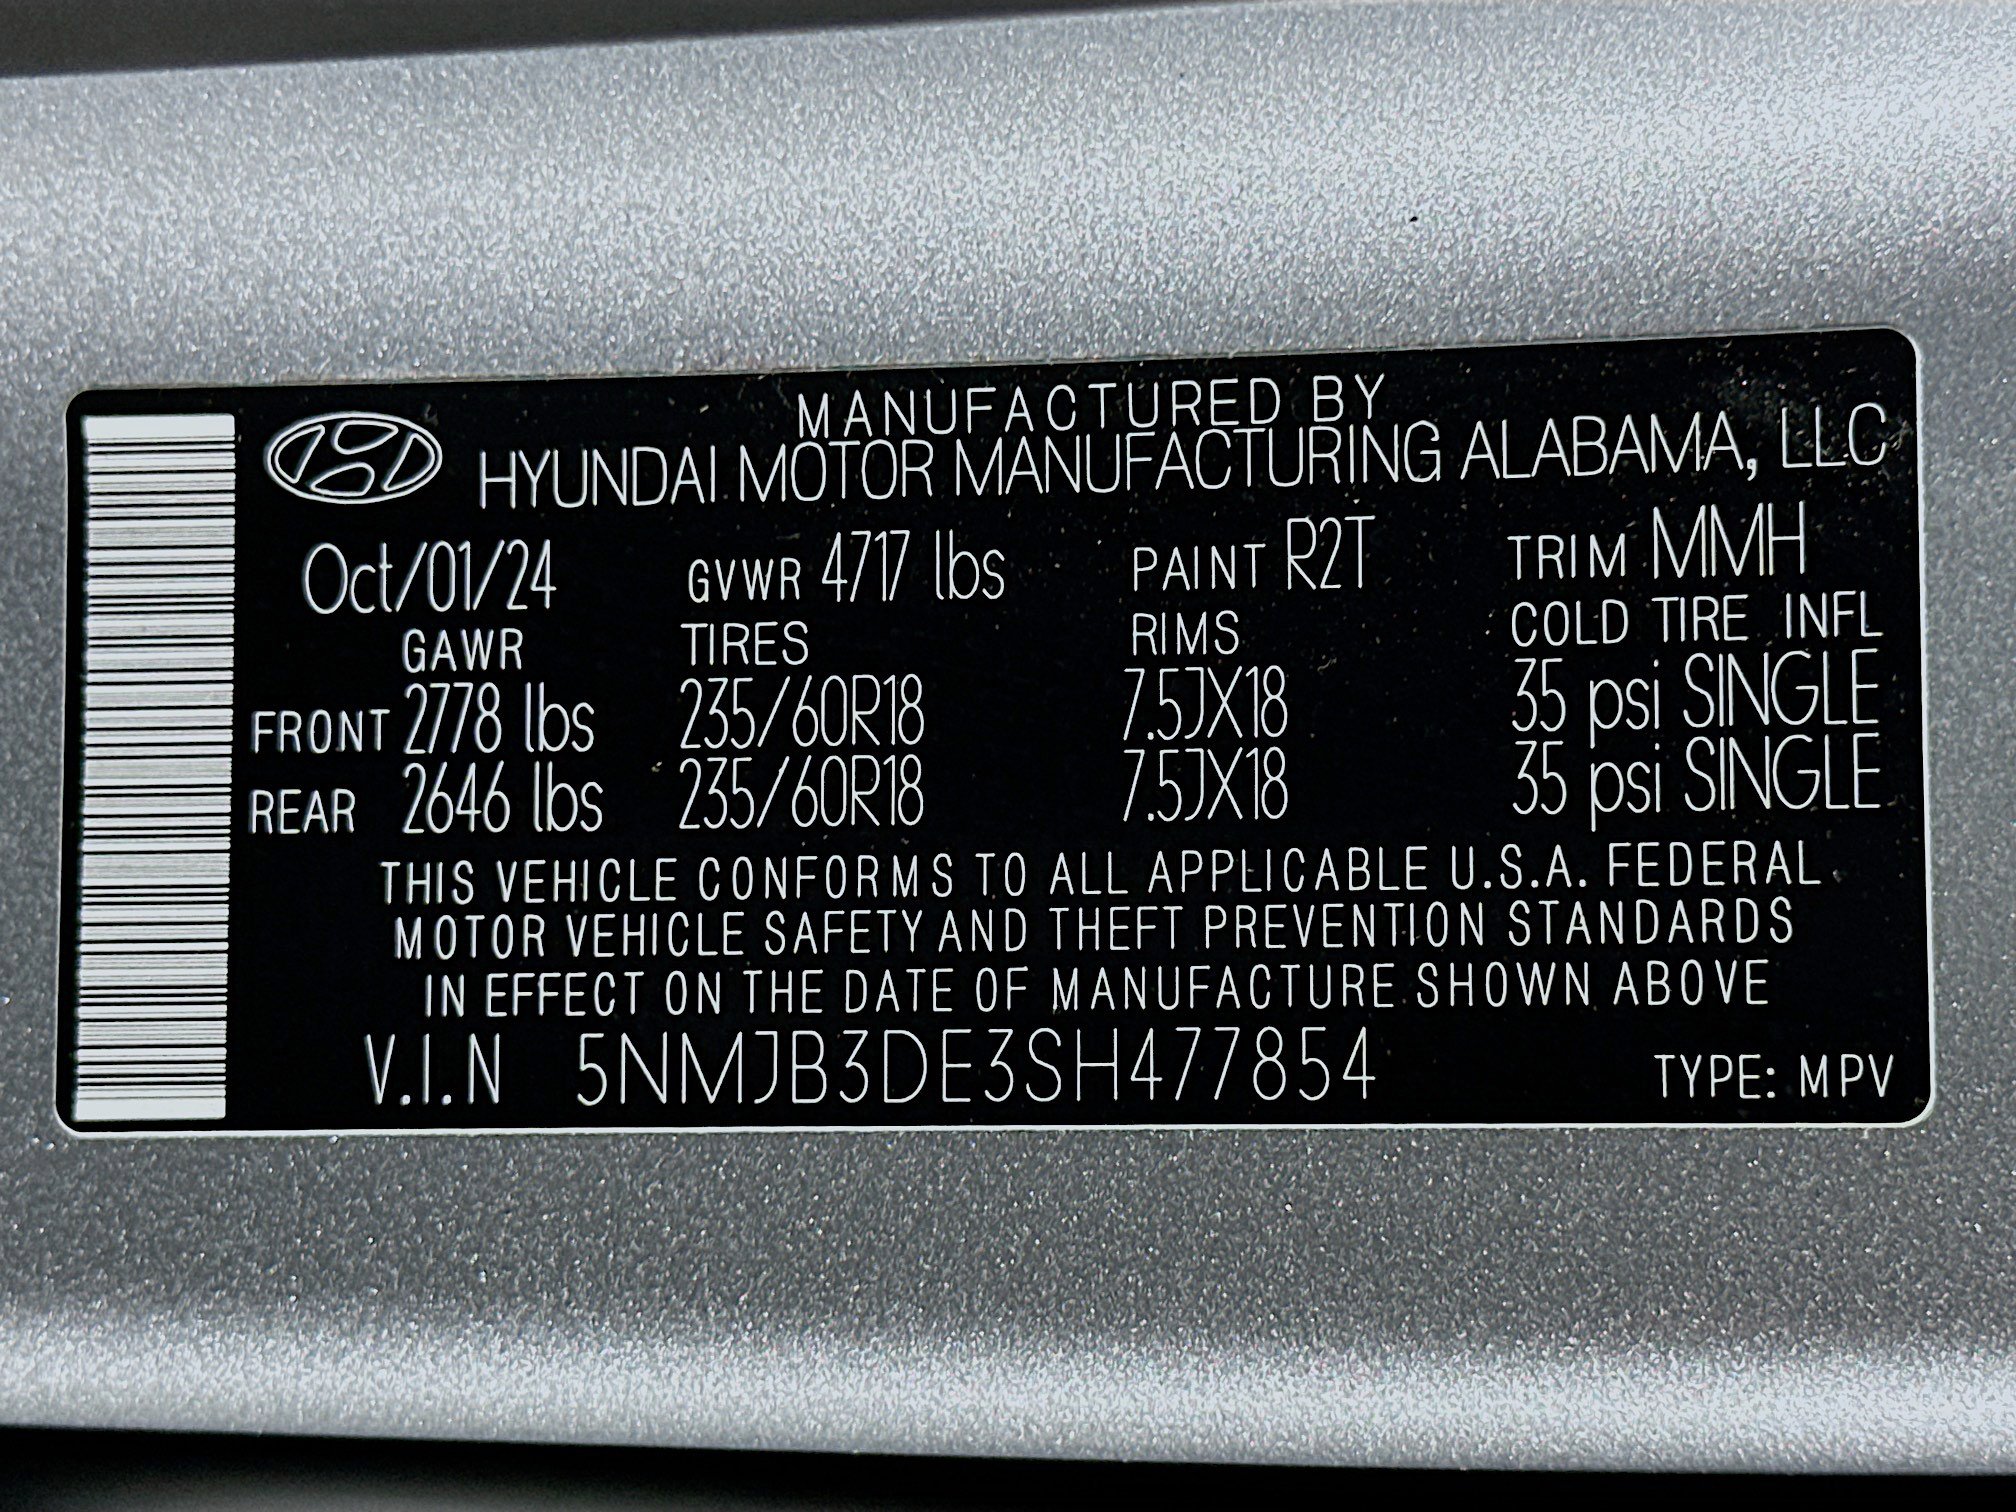 MANUFACTURED BY
HYUNDAI MOTOR MANUFACTURING ALABAMA, LLC
Oct/01/24 GVWR 4717 lbs PAINT R2T TRIM MMH
GAWR TIRES RIMS COLD TIRE INFL
FRONT 2778 lbs 235/60R18 7.5JX18 35 psi SINGLE
REAR 2646 lbs 235/60R18 7.5JX18 35 psi SINGLE
THIS VEHICLE CONFORMS TO ALL APPLICABLE U.S.A. FEDERAL
MOTOR VEHICLE SAFETY AND THEFT PREVENTION STANDARDS
IN EFFECT ON THE DATE OF MANUFACTURE SHOWN ABOVE
V.I.N 5NMJB3DE3SH477854 TYPE: MPV